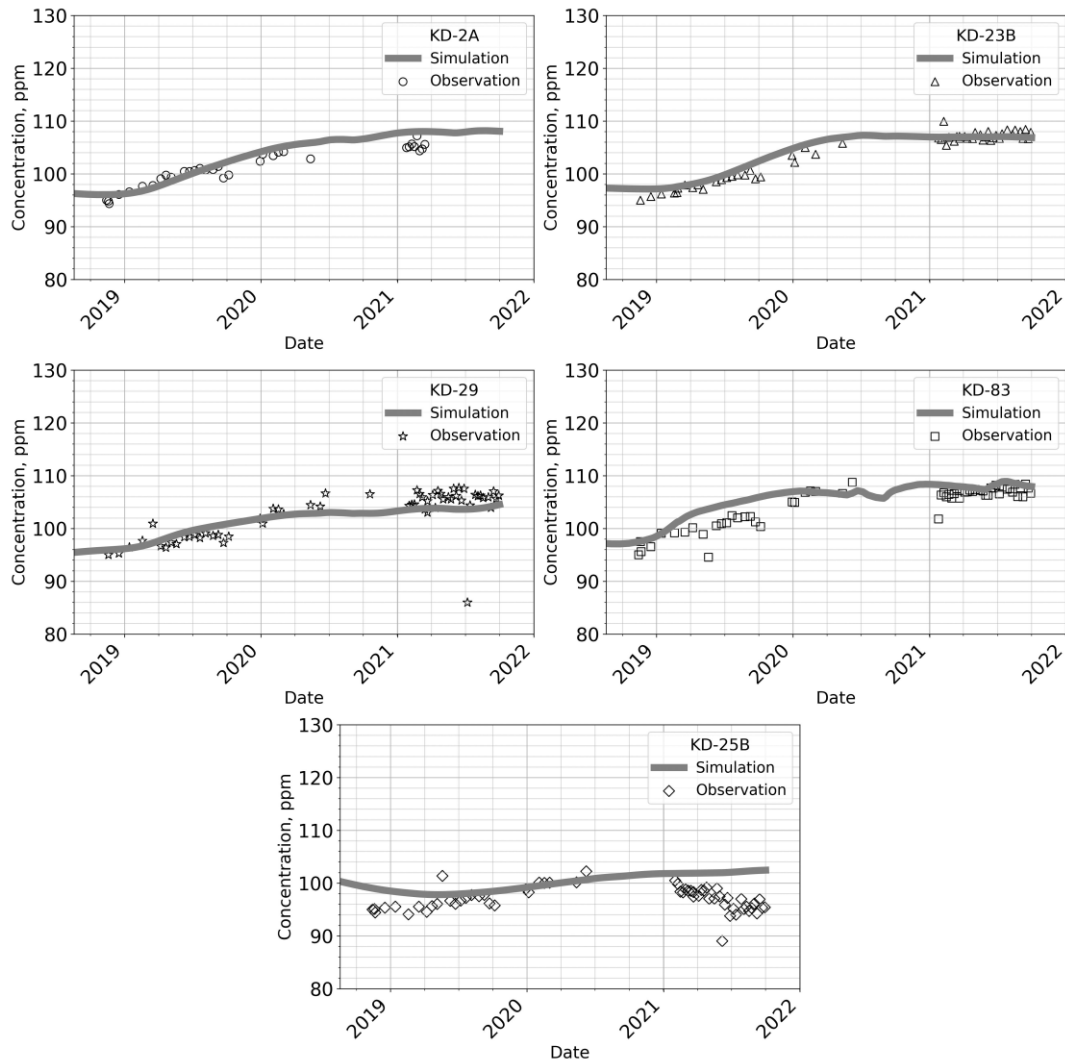 KD-2A
Simulation
Observation
Concentration, ppm
130
120
110
100
90
80
2019
2020
2021
2022
Date
KD-23B
Simulation
Observation
Concentration, ppm
130
120
110
100
90
80
2019
2020
2021
2022
Date
KD-29
Simulation
Observation
Concentration, ppm
130
120
110
100
90
80
2019
2020
2021
2022
Date
KD-83
Simulation
Observation
Concentration, ppm
130
120
110
100
90
80
2019
2020
2021
2022
Date
KD-25B
Simulation
Observation
Concentration, ppm
130
120
110
100
90
80
2019
2020
2021
2022
Date